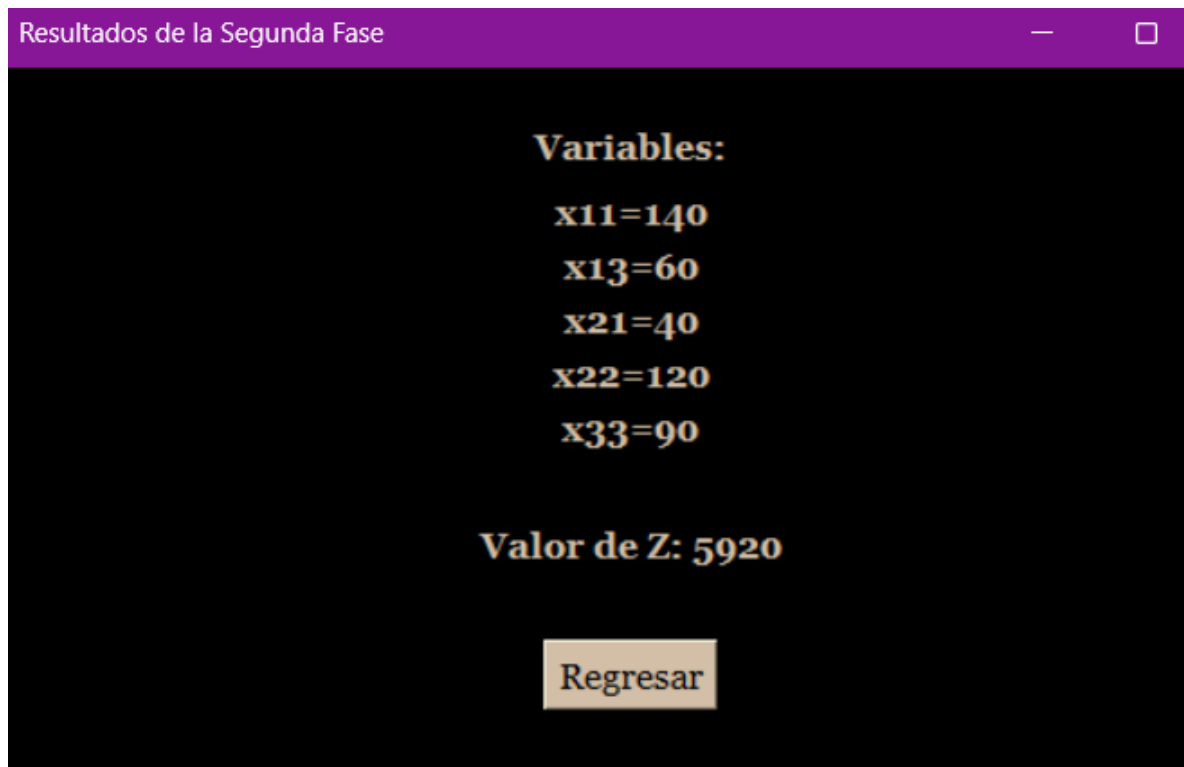 Resultados de la Segunda Fase
Variables:
x11=140
x13=60
x21=40
x22=120
x33=90
Valor de Z: 5920
Regresar